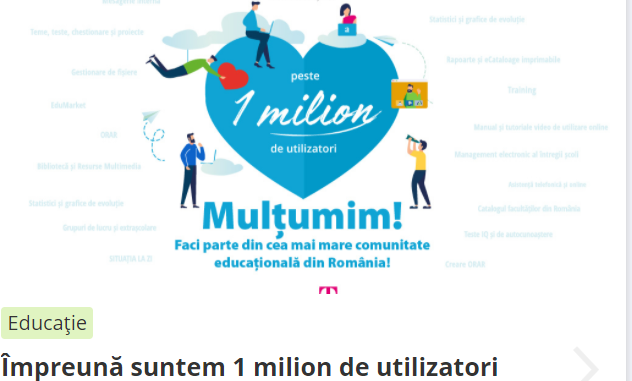 Mesagerie internă
Teme, teste, chestionare și proiecte
Gestionare de fișiere
EduMarket
ORAR
Bibliotecă și Resurse Multimedia
Statistici și grafice de evoluție
Grupuri de lucru și extrașcolare
SITUAȚIA LA ZI
Statistici și grafice de evoluție
Rapoarte și eCataloage imprimabile
Training
Manual și tutoriale video de utilizare online
Management electronic al întregii școli
Asistență telefonică și online
Catalogul facultăților din România
Teste IQ și de autocunoaștere
Creare ORAR
a
peste
1 milion
de utilizatori
Mulțumim!
Faci parte din cea mai mare comunitate
educațională din România!
T
Educaţie
Împreună suntem 1 milion de utilizatori